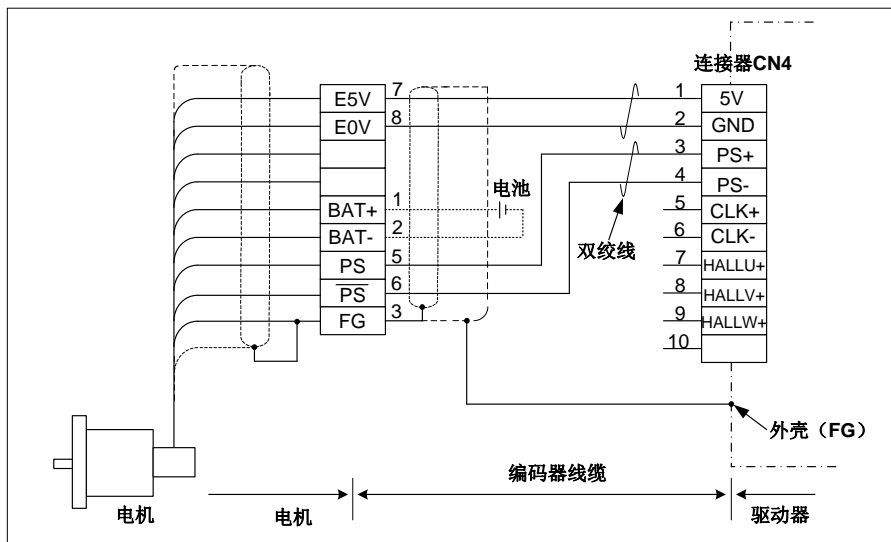 连接器CN4
E5V 7 1 5V
E0V 8 2 GND
3 PS+
4 PS-
电池
BAT+ 1 5 CLK+
BAT- 2 6 CLK-
双绞线
PS 5 7 HALLU+
PS 6 8 HALLV+
FG 3 9 HALLW+
10
外壳（FG）
编码器线缆
电机 电机 驱动器